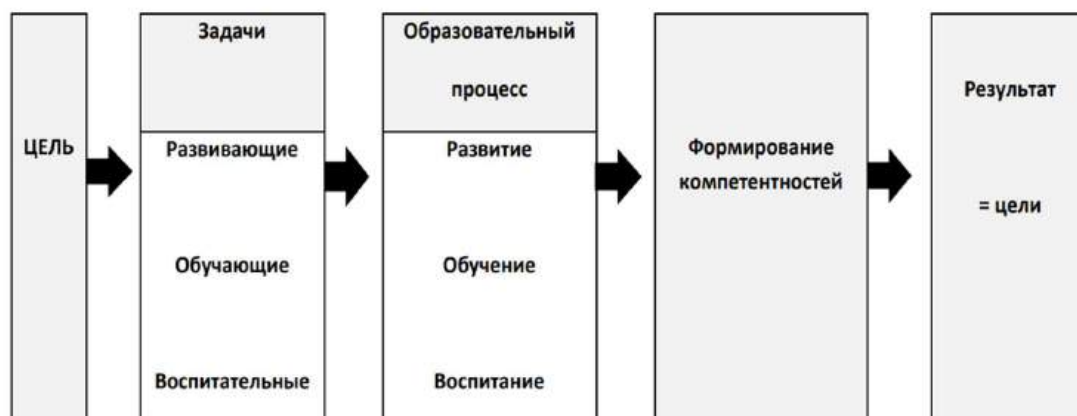 ЦЕЛЬ
Задачи
Развивающие
Обучающие
Воспитательные
Образовательный
процесс
Развитие
Обучение
Воспитание
Формирование
компетентностей
Результат
= цели